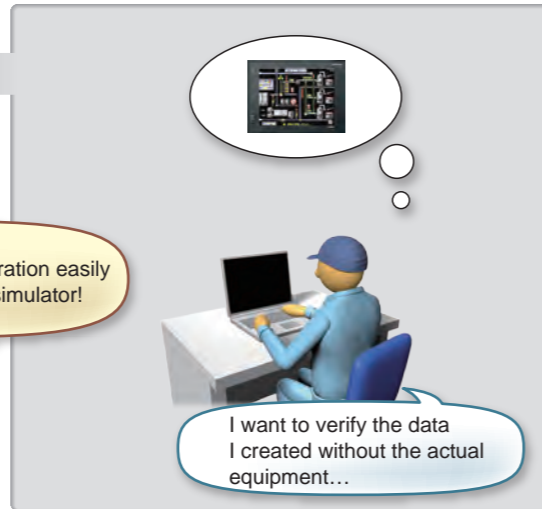 ration easily
simulator!
I want to verify the data
I created without the actual
equipment…